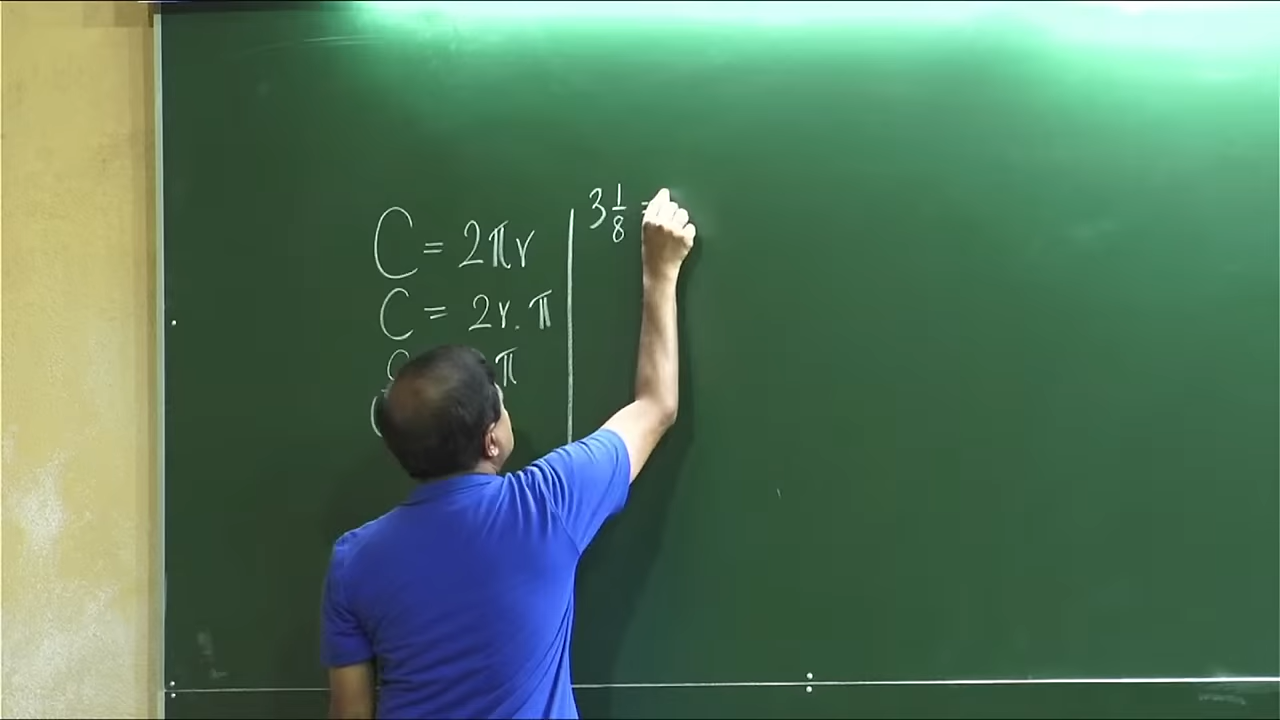 C = 2πr
C = 2r.π
C π
C
3 1/8 =